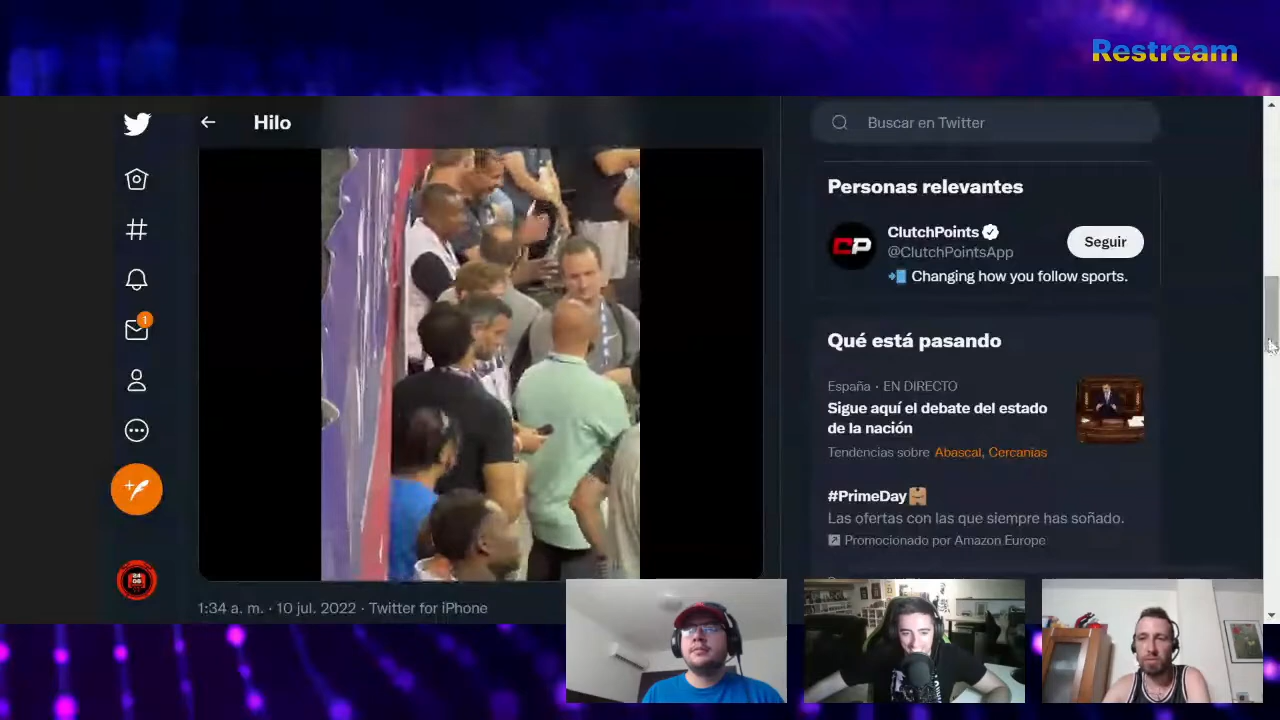 Restream
Hilo
Buscar en Twitter
Personas relevantes
ClutchPoints
@ClutchPointsApp
Seguir
Changing how you follow sports.
Qué está pasando
España · EN DIRECTO
Sigue aquí el debate del estado
de la nación
Tendencias sobre Abascal, Cercanías
#PrimeDay
Las ofertas con las que siempre has soñado.
Promocionado por Amazon Europe
1:34 a. m. · 10 jul. 2022 · Twitter for iPhone
1
CP